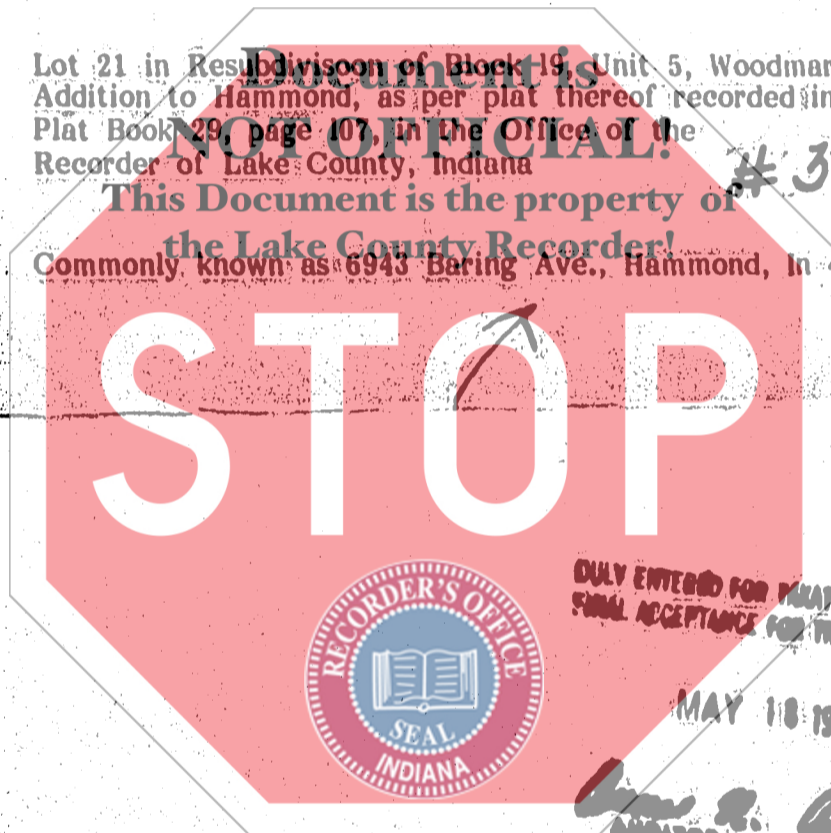 Document is
Lot 21 in Resubdivisoon of Block 19, Unit 5, Woodmar
Addition to Hammond, as per plat thereof recorded in
NOT OFFICIAL!
Plat Book 29, page 107, in the Office of the
Recorder of Lake County, Indiana
#3
This Document is the property of
the Lake County Recorder!
Commonly known as 6943 Baring Ave., Hammond, In
STOP
DULY ENTERED FOR
FINAL ACCEPTANCE FOR
RECORDER'S OFFICE
SEAL
INDIANA
MAY 18 19